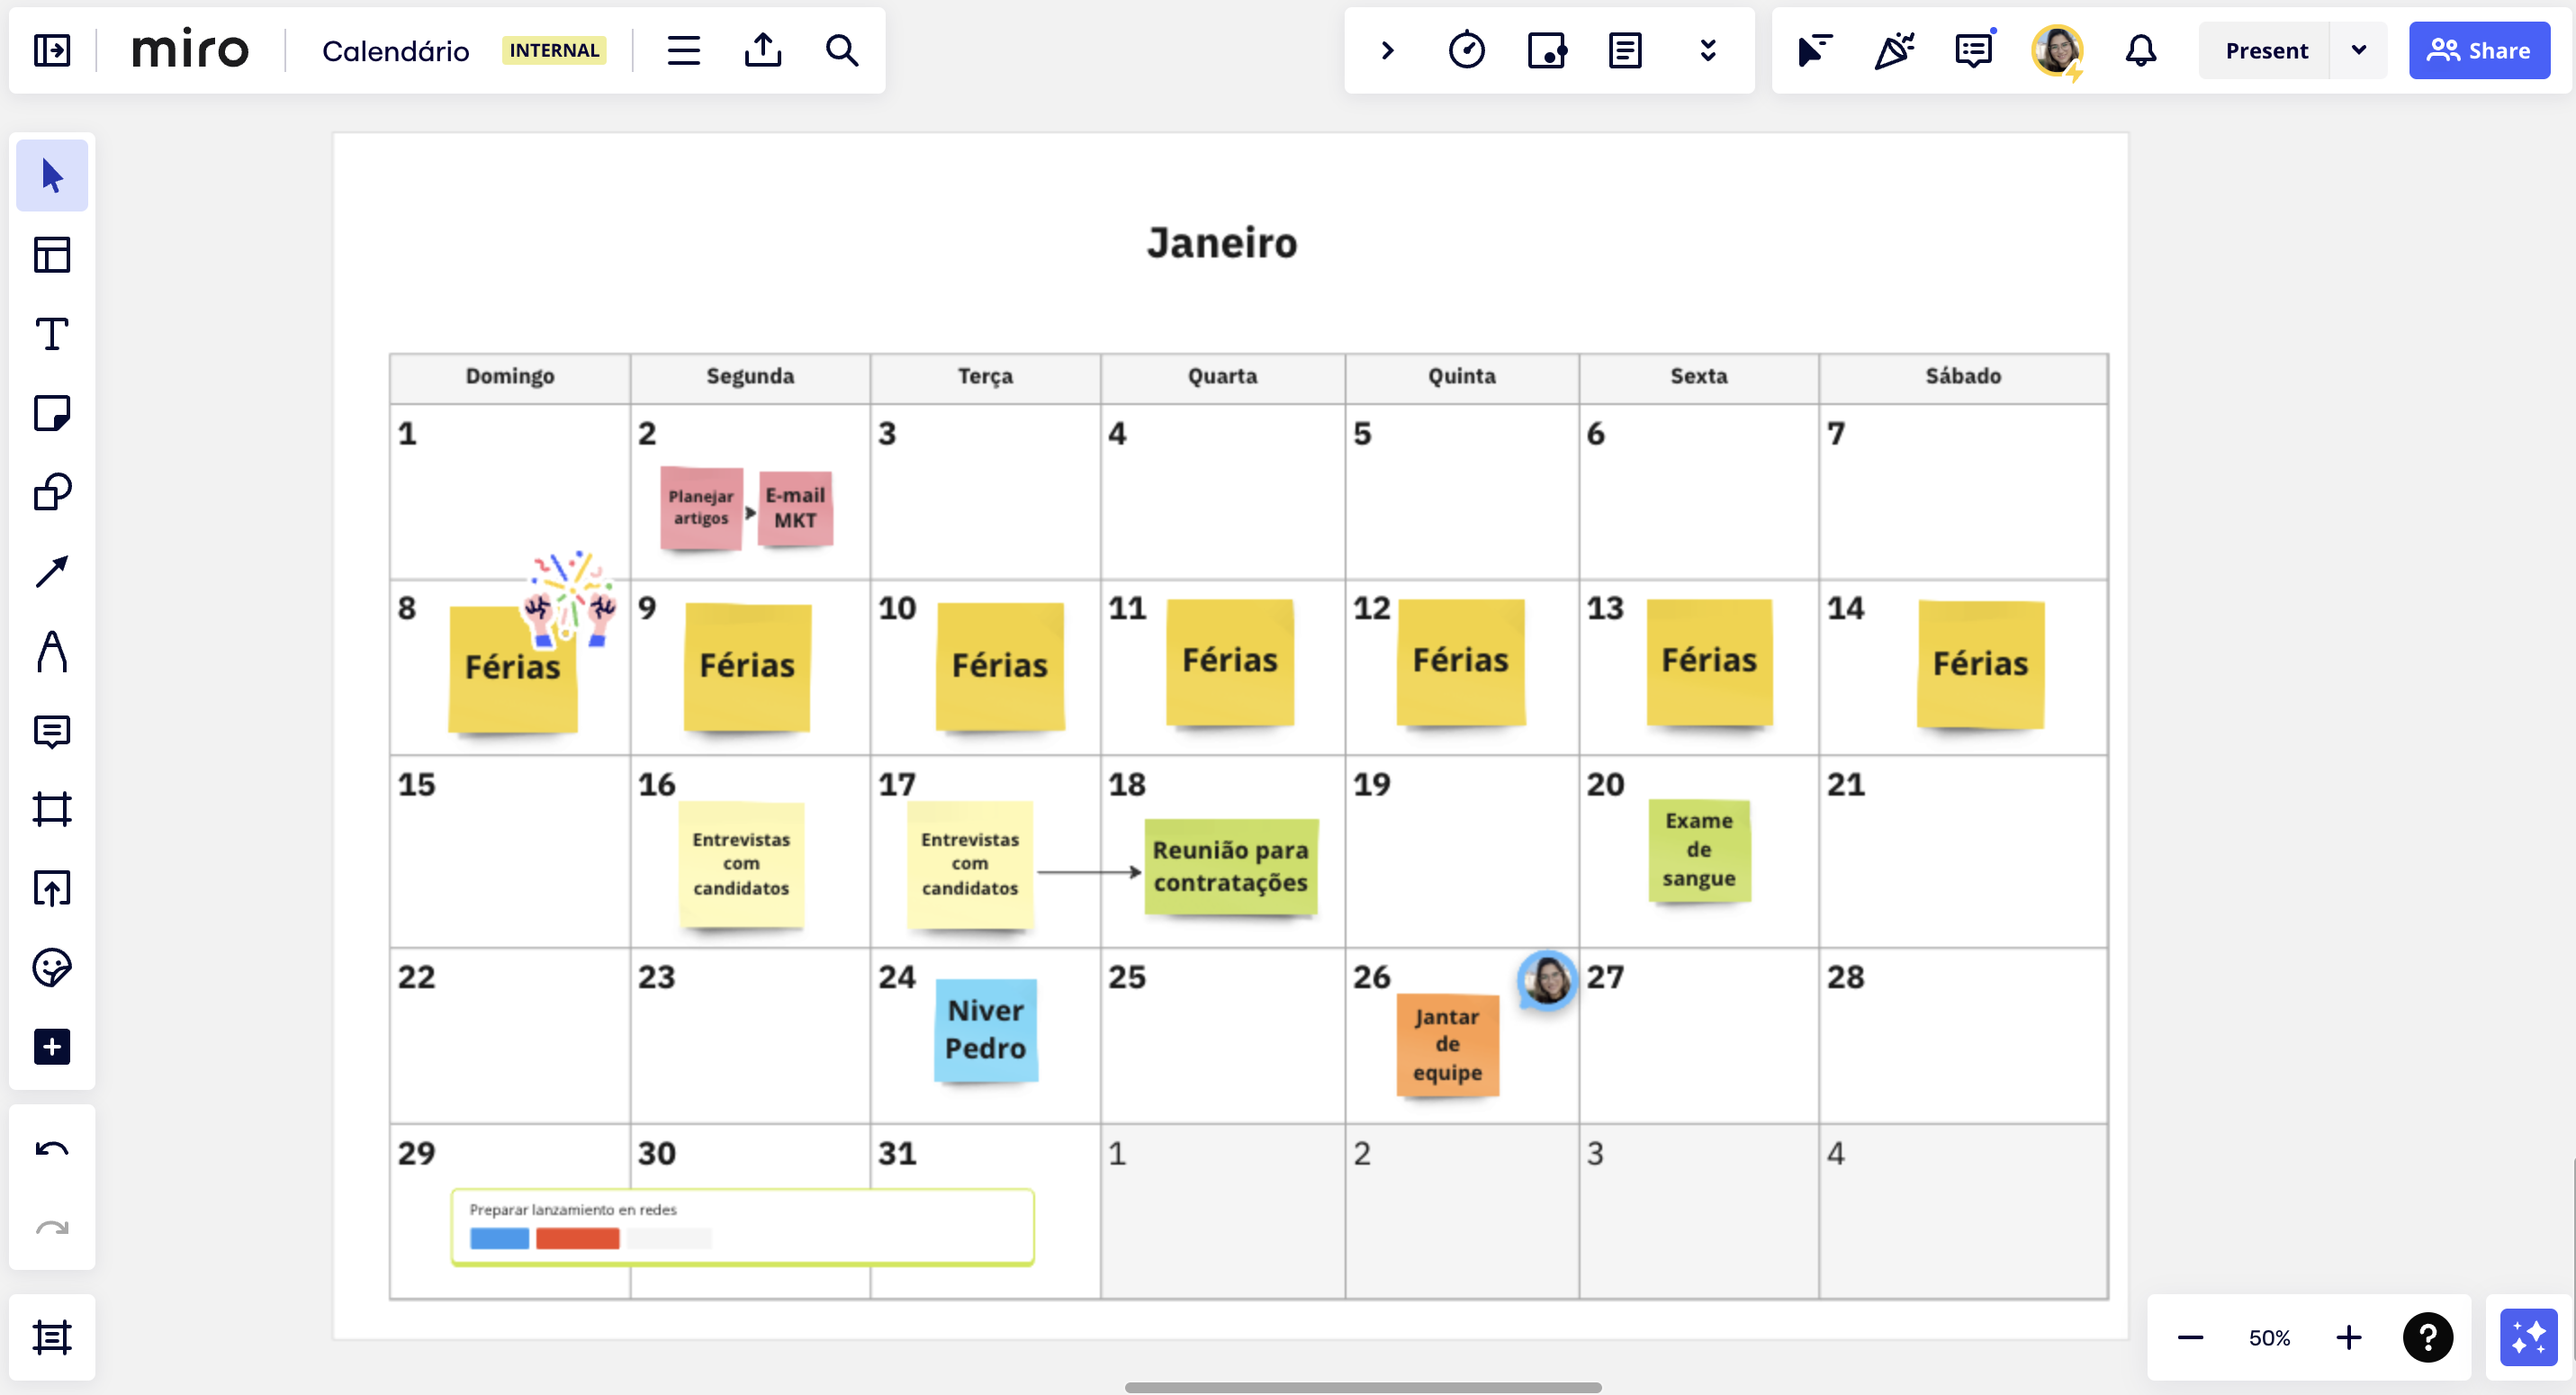 miro
Calendário
INTERNAL
Present
Share
Janeiro
Domingo Segunda Terça Quarta Quinta Sexta Sábado
1 2 3 4 5 6 7
Planejar
artigos
E-mail
MKT
8 9 10 11 12 13 14
Férias Férias Férias Férias Férias Férias Férias
15 16 17 18 19 20 21
Entrevistas
com
candidatos
Entrevistas
com
candidatos
Reunião para
contratações
Exame
de
sangue
22 23 24 25 26 27 28
Niver
Pedro
Jantar
de
equipe
29 30 31 1 2 3 4
Preparar lanzamiento en redes
50%
?